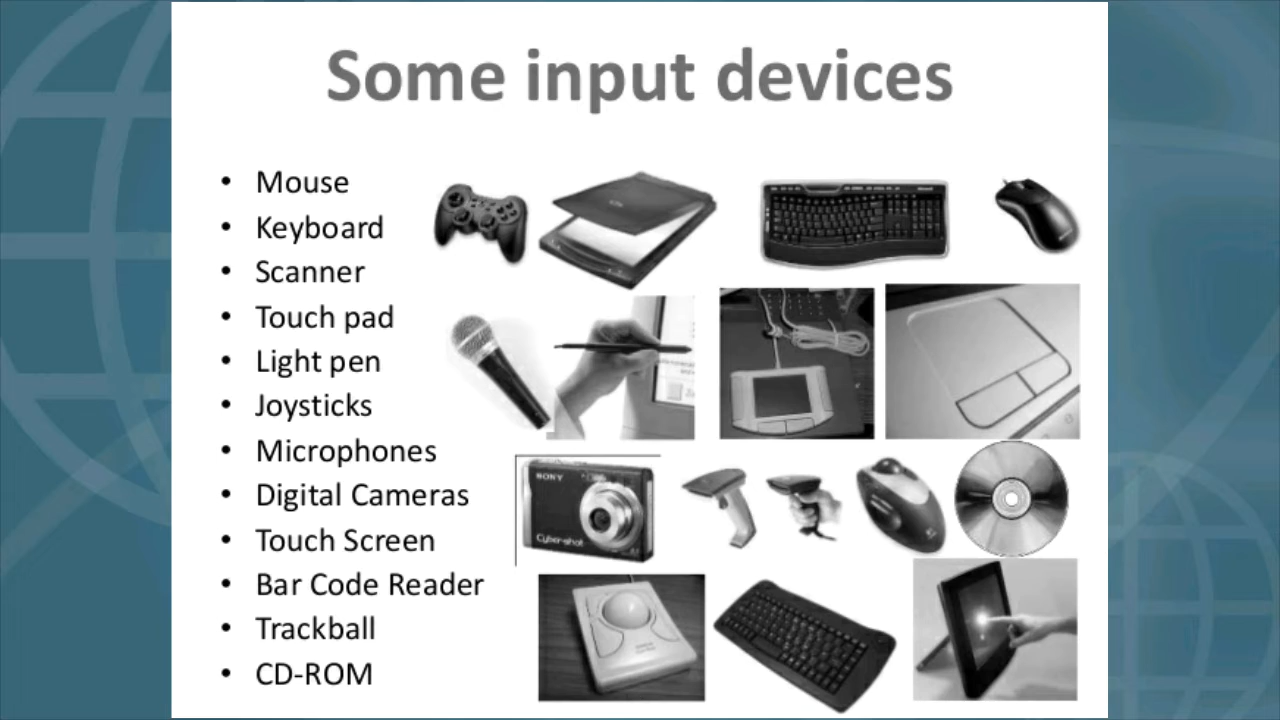 Some input devices
• Mouse
• Keyboard
• Scanner
• Touch pad
• Light pen
• Joysticks
• Microphones
• Digital Cameras
• Touch Screen
• Bar Code Reader
• Trackball
• CD-ROM
SONY
Cyber-shot